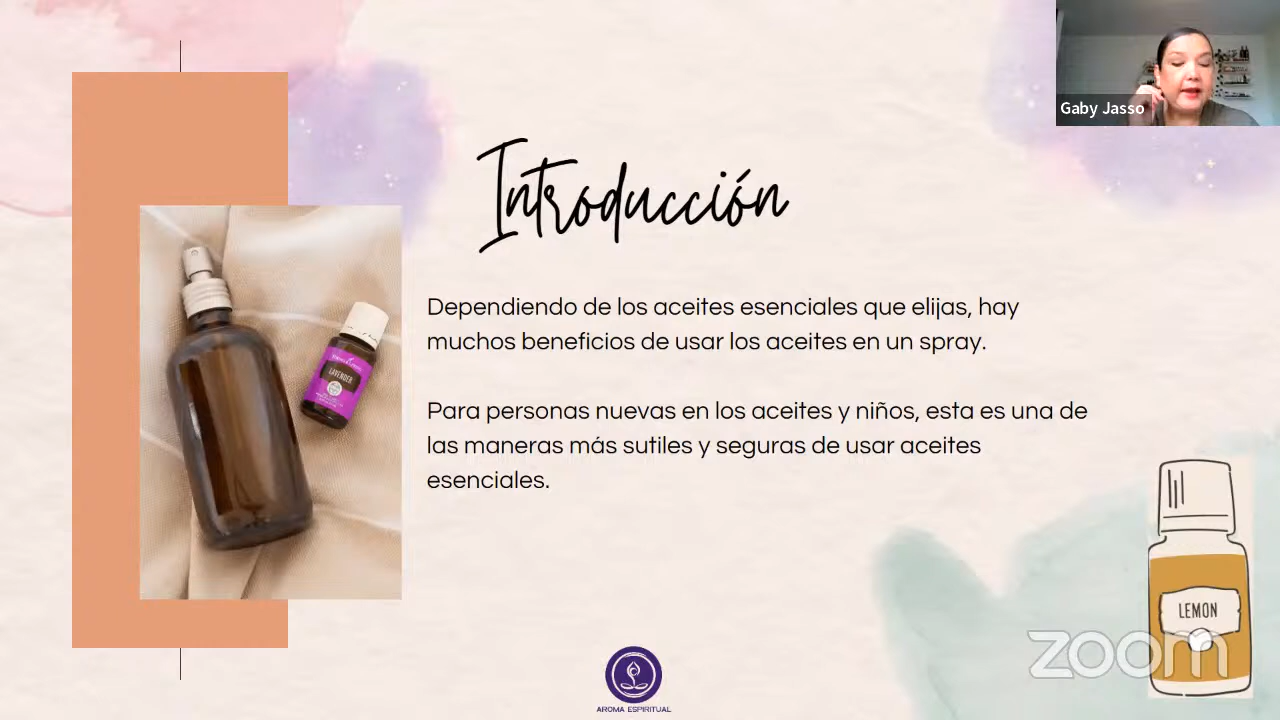 Gaby Jasso
Introducción
Dependiendo de los aceites esenciales que elijas, hay
muchos beneficios de usar los aceites en un spray.
Para personas nuevas en los aceites y niños, esta es una de
las maneras más sutiles y seguras de usar aceites
esenciales.
LAVENDER
LEMON
zoom
AROMA ESPIRITUAL